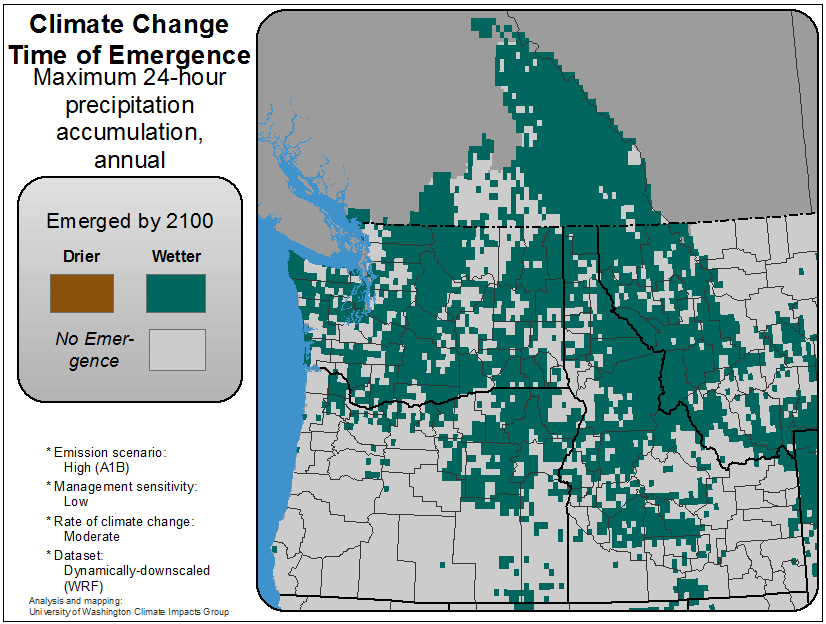 Climate Change
Time of Emergence
Maximum 24-hour
precipitation
accumulation,
annual
Emerged by 2100
Drier Wetter
No Emer-
gence
* Emission scenario:
High (A1B)
* Management sensitivity:
Low
* Rate of climate change:
Moderate
* Dataset:
Dynamically-downscaled
(WRF)
Analysis and mapping:
University of Washington Climate Impacts Group